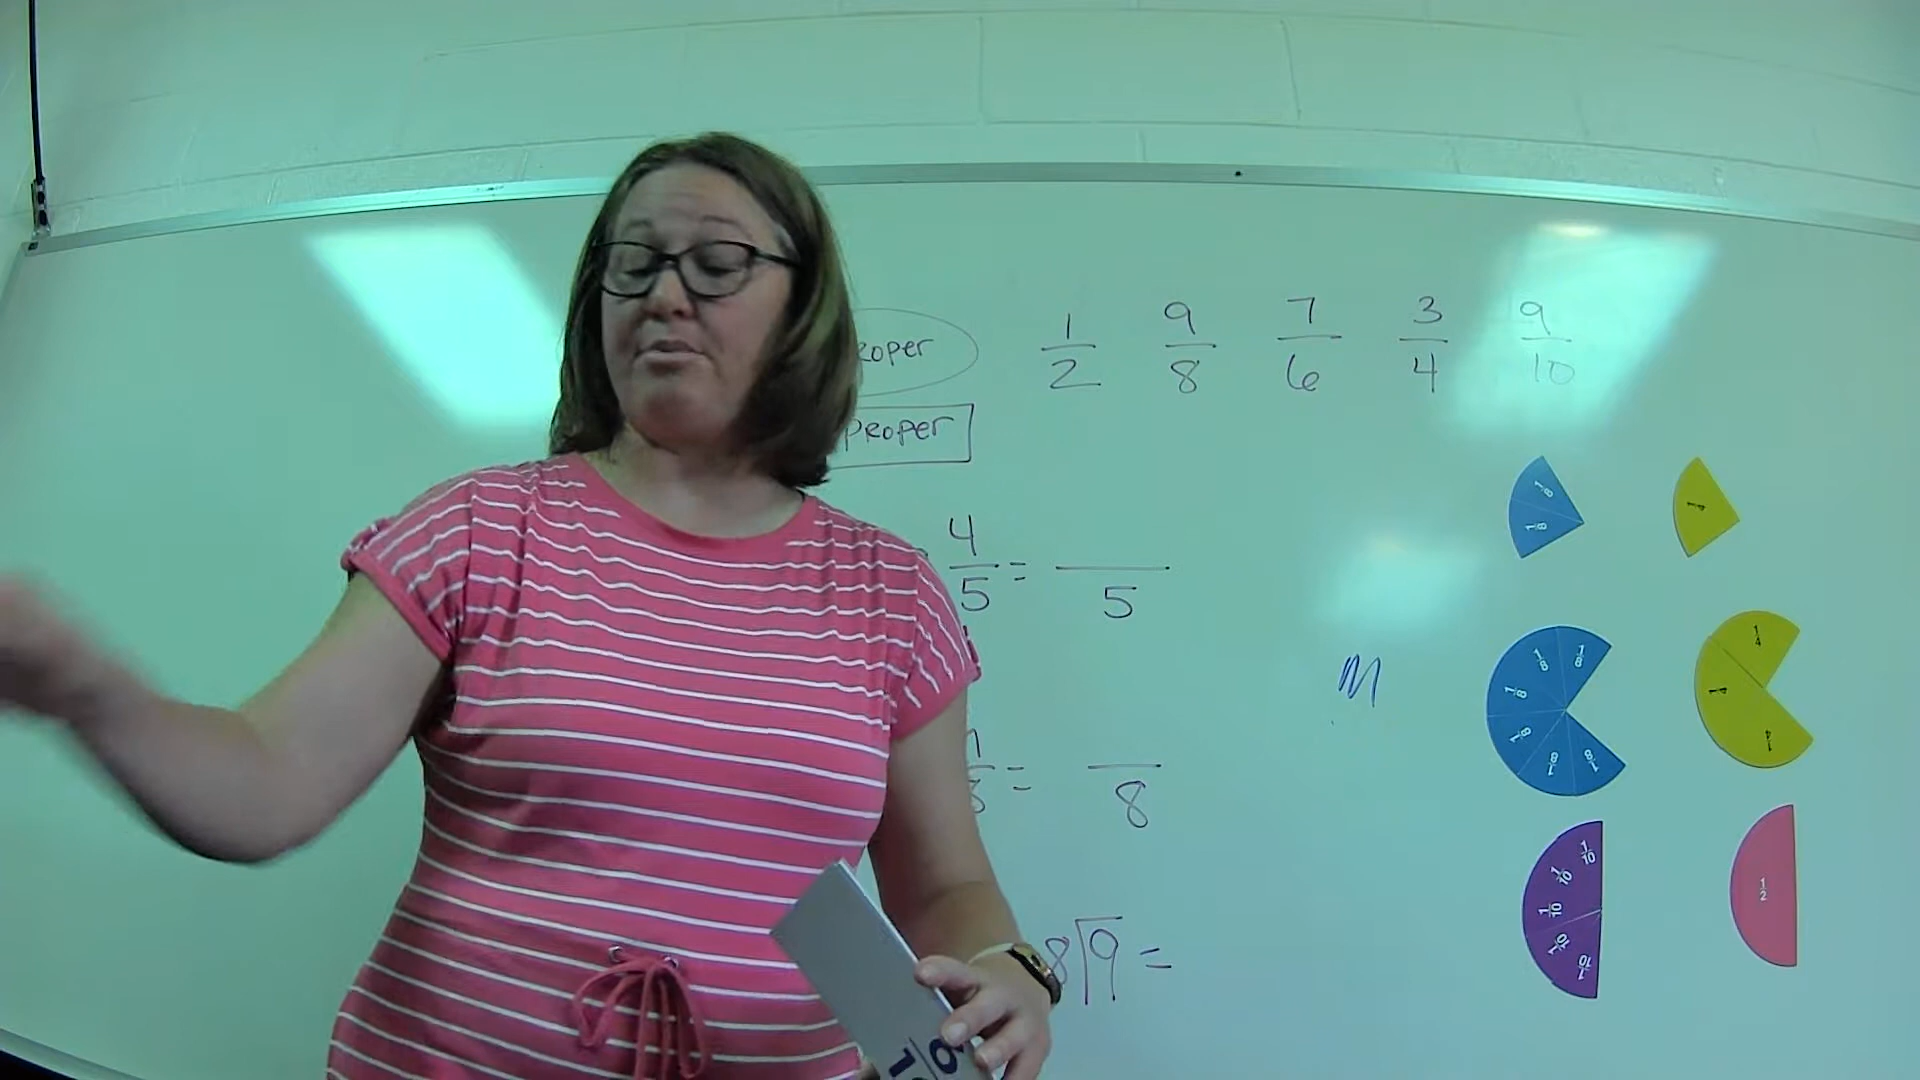 1/2 9/8 7/6 3/4 9/10
1/8 1/8 1/4
4/5 = /5
M
1/8 1/8 1/8 1/8 1/8 1/8 1/4 1/4 1/4
= /8
1/10 1/10 1/10 1/10 1/10 1/2
8 9 =